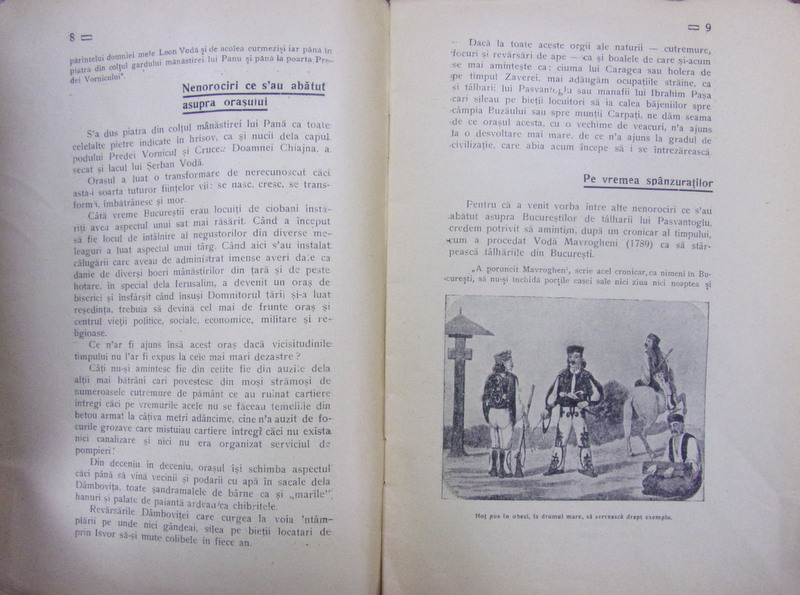 8
părintelui domniei mele Leon Vodă și de acolea curmeziși iar până în
piatra din colțul gardului mânăstirei lui Panu și până la poarta Pre-
dei Vornicului".
Nenorociri ce s'au abătut
asupra orașului
S'a dus piatra din colțul mânăstirei lui Pană ca toate
celelalte pietre indicate în hrisov, ca și nucii dela capul
podului Predei Vornicul și Crucea Doamnei Chiajna, a
secat și lacul lui Șerban Vodă.
Orașul a luat o transformare de nerecunoscut căci
asta-i soarta tuturor ființelor vii: se nasc, cresc, se trans-
formă, îmbătrânesc și mor.
Câtă vreme Bucureștii erau locuiți de ciobani înstă-
riți avea aspectul unui sat mai răsărit. Când a început
să fie locul de întâlnire al negustorilor din diverse me-
leaguri a luat aspectul unui târg. Când aici s'au instalat
călugării care aveau de administrat imense averi date ca
danie de diverși boeri mânăstirilor din țară și de peste
hotare, în special dela Ierusalim, a devenit un oraș de
biserici și însfârșit când însuși Domnitorul țării și-a luat
reședința, trebuia să devină cel mai de frunte oraș și
centrul vieții politice, sociale, economice, militare și re-
ligioase.
Ce n'ar fi ajuns însă acest oraș dacă vicisitudinile
timpului nu l'ar fi expus la cele mai mari dezastre?
Câți nu-și amintesc fie din cetite fie din auzite dela
alții mai bătrâni cari povestesc din moși strămoși de
numeroasele cutremure de pământ ce au ruinat cartiere
întregi căci pe vremurile acele nu se făceau temeliile din
betou armat la câțiva metri adâncime, cine n'a auzit de fo-
curile grozave care mistuiau cartiere întregi căci nu exista
nici canalizare și nici nu era organizat serviciul de
pompieri!
Din deceniu în deceniu, orașul își schimba aspectul
căci până să vină vecinii și podarii cu apă în sacale dela
Dâmbovița, toate șandramalele de bârne ca și „marile"
hanuri și palate de paiantă ardeau ca chibritele.
Revărsările Dâmboviței care curgea la voia 'ntâm-
plării pe unde nici gândeai, silea pe bieții locatari de
prin Isvor să-și mute colibele în fiece an.
9
Dacă la toate aceste orgii ale naturii — cutremure,
focuri și revărsări de ape — ca și boalele de care și-acum
se mai amintește ca: ciuma lui Caragea sau holera de
pe timpul Zaverei, mai adăugăm ocupațiile străine, ca
și tâlharii lui Pasvantoglu sau manafii lui Ibrahim Pașa
cari sileau pe bieții locuitori să ia calea băjeniilor spre
câmpia Buzăului sau spre munții Carpați, ne dăm seama
de ce orașul acesta, cu o vechime de veacuri, n'a ajuns
la o desvoltare mai mare, de ce n'a ajuns la gradul de
civilizație, care abia acum începe să i se întrezărească.
Pe vremea spânzuraților
Pentru că a venit vorba între alte nenorociri ce s'au
abătut asupra Bucureștilor de tâlharii lui Pasvantoglu,
credem potrivit să amintim, după un cronicar al timpului,
cum a procedat Vodă Mavrogheni (1789) ca să stâr-
pească tâlhăriile din București.
„A poruncit Mavrogheni, scrie acel cronicar, ca nimeni în Bu-
curești, să nu-și închidă porțile casei sale nici ziua nici noaptea și
Hoț pus în obezi, la drumul mare, să servească drept exemplu.